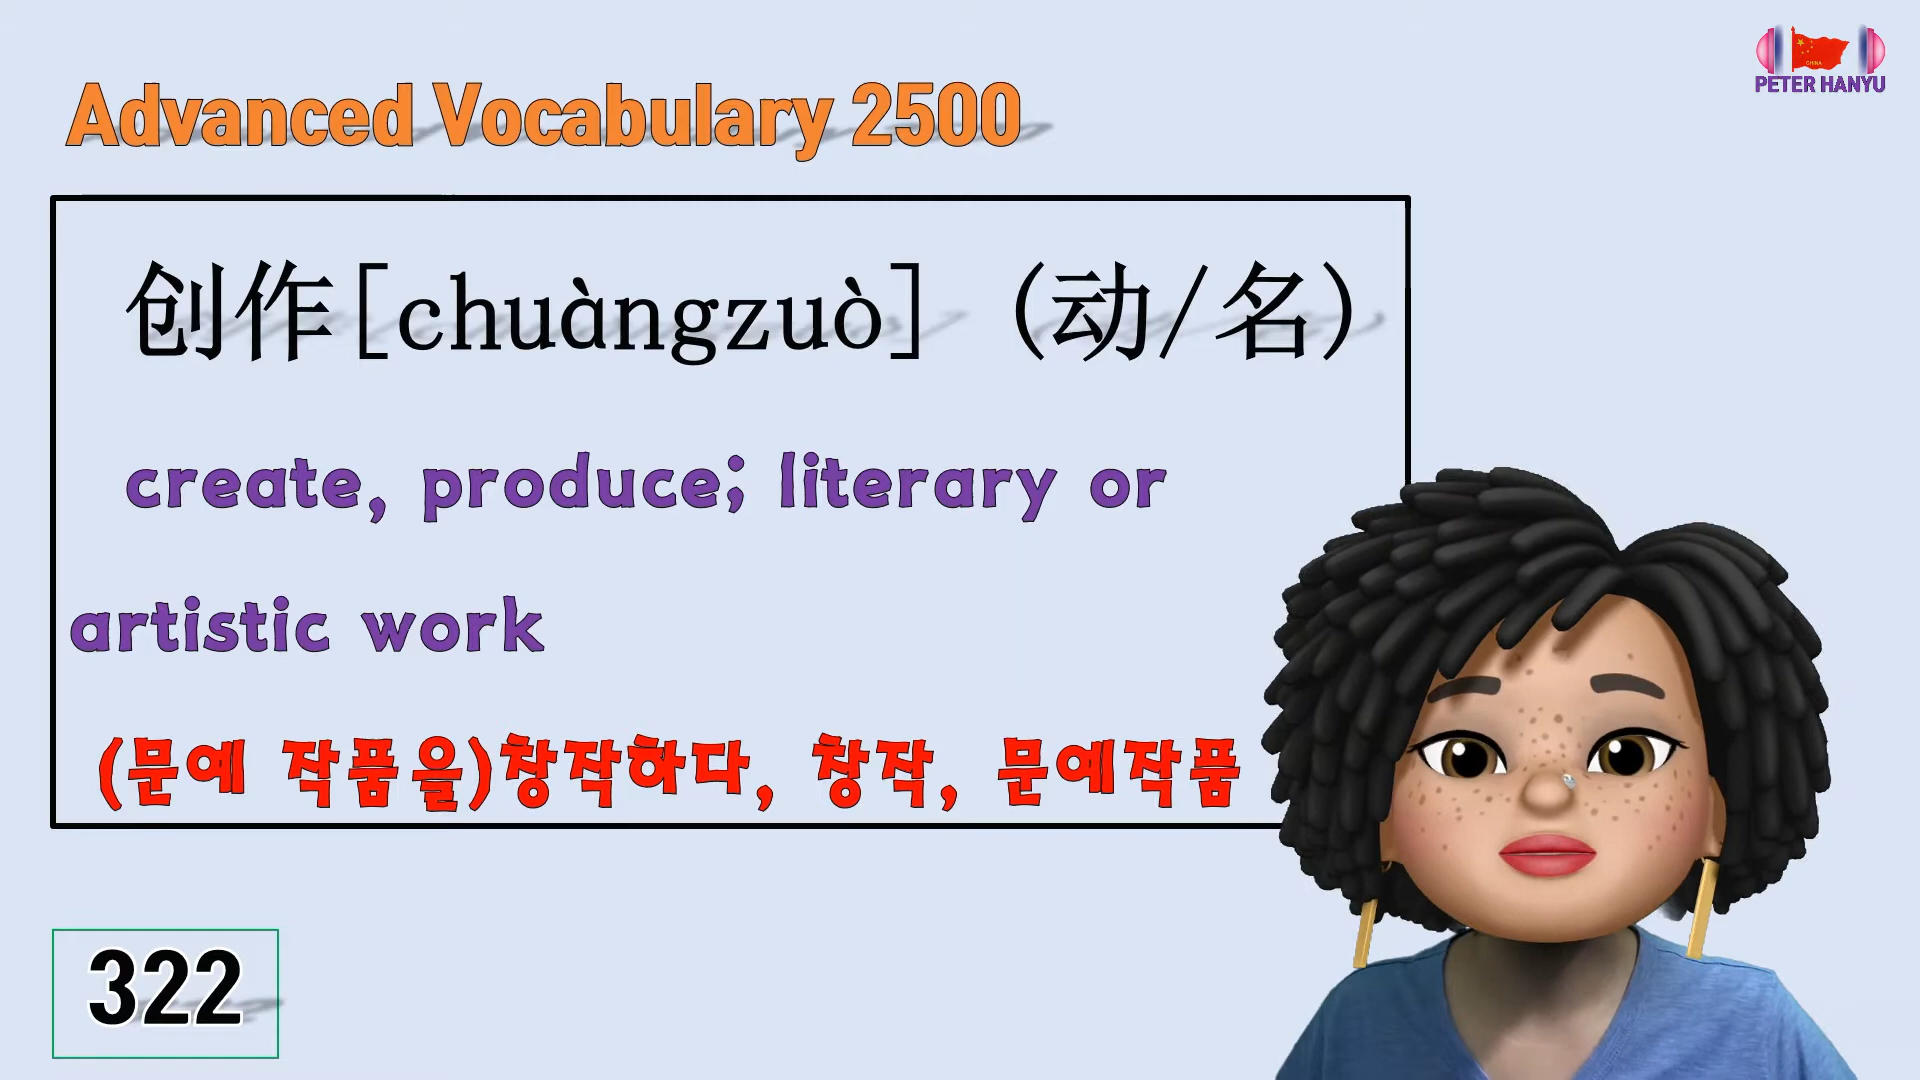 PETER HANYU
Advanced Vocabulary 2500
创作[chuàngzuò] (动/名)
create, produce; literary or
artistic work
(문예 작품을)창작하다, 창작, 문예작품
322